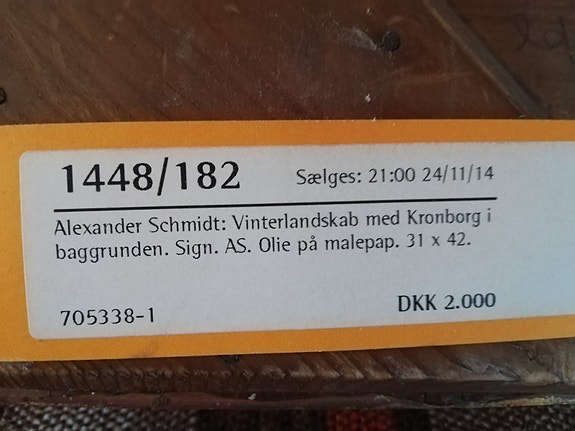 1448/182 Sælges: 21:00 24/11/14
Alexander Schmidt: Vinterlandskab med Kronborg i
baggrunden. Sign. AS. Olie på malepap. 31 x 42.
705338-1 DKK 2.000